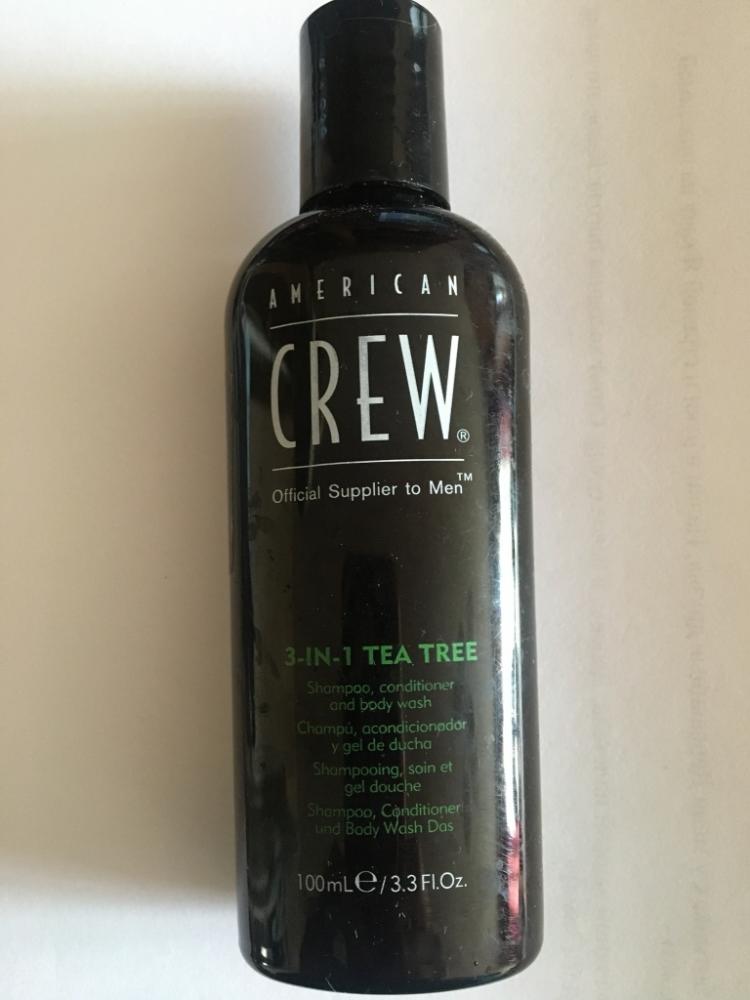 AMERICAN
CREW®
Official Supplier to Men™
3-IN-1 TEA TREE
Shampoo, conditioner
and body wash
Champú, acondicionador
y gel de ducha
Shampooing, soin et
gel douche
Shampoo, Conditioner
und Body Wash Das
100mL℮/3.3 Fl.Oz.